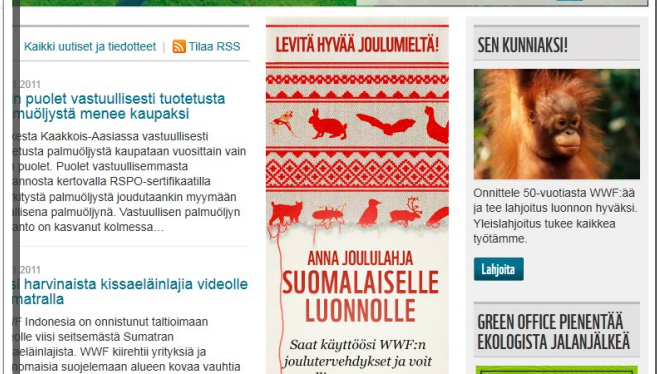 Kaikki uutiset ja tiedotteet | Tilaa RSS
.2011
puolet vastuullisesti tuotetusta
menee kaupaksi
Kaakkois-Aasiassa vastuullisesti
palmuöljystä kaupataan vuosittain vain
puolet. Puolet vastuullisemmasta
kertovalla RSPO-sertifikaatilla
palmuöljystä joudutaankin myymään
palmuöljynä. Vastuullisen palmuöljyn
on kasvanut kolmessa…
2011
harvinaista kissaeläinlajia videolle
Indonesia on onnistunut taltioimaan
viisi seitsemästä Sumatran
WWF kiirehtii yrityksiä ja
suojelemaan alueen kovaa vauhtia
LEVITÄ HYVÄÄ JOULUMIELTÄ!
ANNA JOULULAHJA
SUOMALAISELLE
LUONNOLLE
Saat käyttöösi WWF:n
joulutervehdykset ja voit
SEN KUNNIAKSI!
Onnittele 50-vuotiasta WWF:ää
ja tee lahjoitus luonnon hyväksi.
Yleislahjoitus tukee kaikkea
työtämme.
Lahjoita
GREEN OFFICE PIENENTÄÄ
EKOLOGISTA JALANJÄLKEÄ